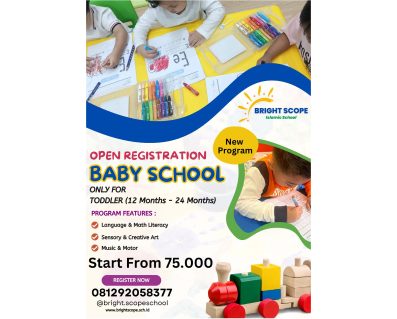 Ee
BRIGHT SCOPE
Islamic School
New
Program
OPEN REGISTRATION
BABY SCHOOL
ONLY FOR
TODDLER (12 Months - 24 Months)
PROGRAM FEATURES :
Language & Math Literacy
Sensory & Creative Art
Music & Motor
Start From 75.000
REGISTER NOW
081292058377
@bright.scopeschool
www.brightscope.sch.id